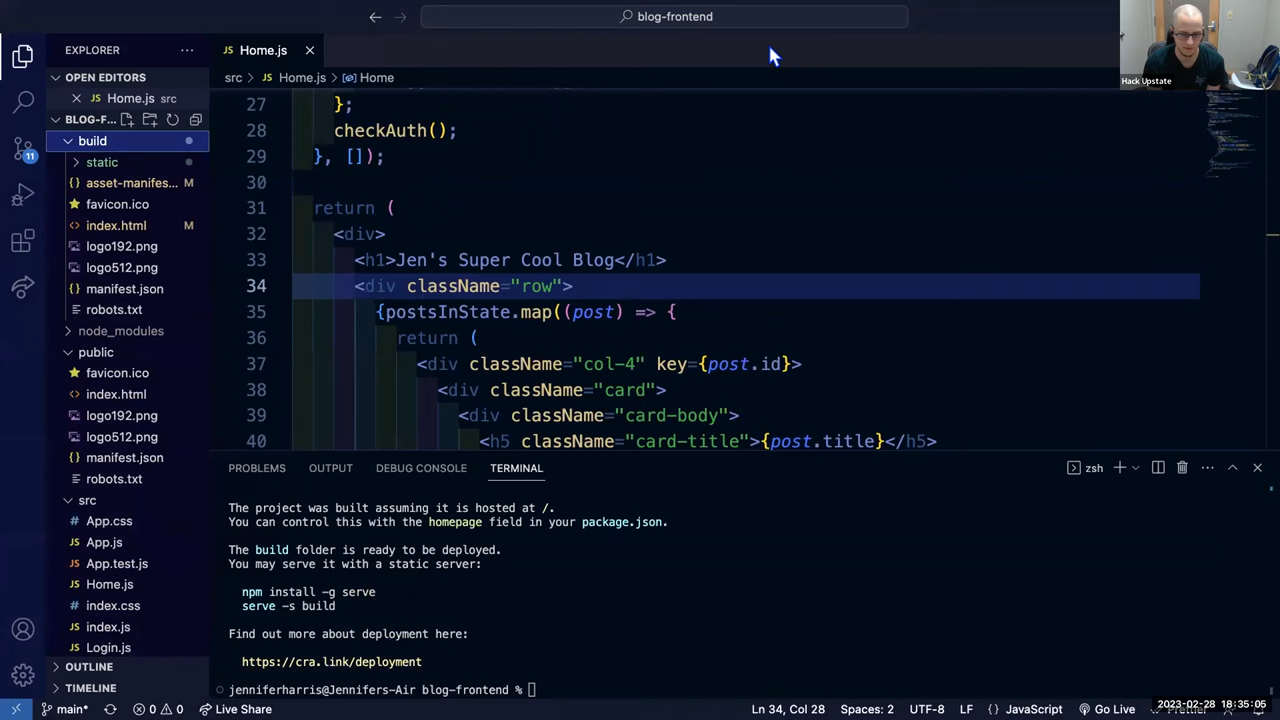 blog-frontend
Hack Upstate
EXPLORER
OPEN EDITORS
Home.js src
BLOG-F...
build
static
asset-manifes... M
favicon.ico
index.html M
logo192.png
logo512.png
manifest.json
robots.txt
node_modules
public
favicon.ico
index.html
logo192.png
logo512.png
manifest.json
robots.txt
src
App.css
App.js
App.test.js
Home.js
index.css
index.js
Login.js
OUTLINE
TIMELINE
11
Home.js
src > Home.js > Home
27 };
28 checkAuth();
29 }, []);
30
31 return (
32 <div>
33 <h1>Jen's Super Cool Blog</h1>
34 <div className="row">
35 {postsInState.map((post) => {
36 return (
37 <div className="col-4" key={post.id}>
38 <div className="card">
39 <div className="card-body">
40 <h5 className="card-title">{post.title}</h5>
PROBLEMS OUTPUT DEBUG CONSOLE TERMINAL
zsh
The project was built assuming it is hosted at /.
You can control this with the homepage field in your package.json.
The build folder is ready to be deployed.
You may serve it with a static server:
npm install -g serve
serve -s build
Find out more about deployment here:
https://cra.link/deployment
jenniferharris@Jennifers-Air blog-frontend %
main* 0 0 Live Share
Ln 34, Col 28 Spaces: 2 UTF-8 LF JavaScript Go Live Prettier
2023-02-28 18:35:05